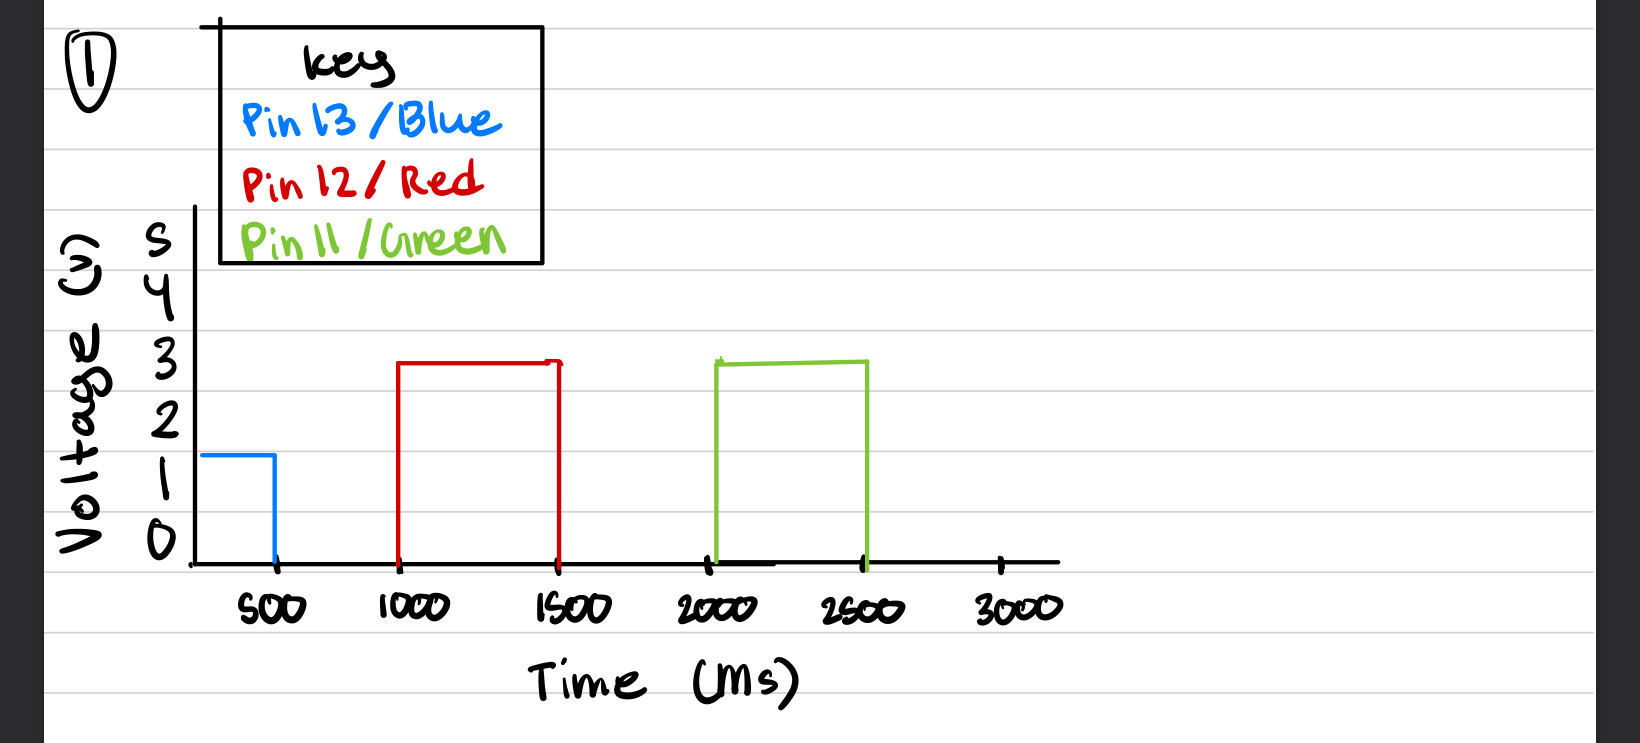 1
key
Pin 13 / Blue
Pin 12 / Red
Pin 11 / Green
Voltage (v)
5
4
3
2
1
0
500 1000 1500 2000 2500 3000
Time (ms)